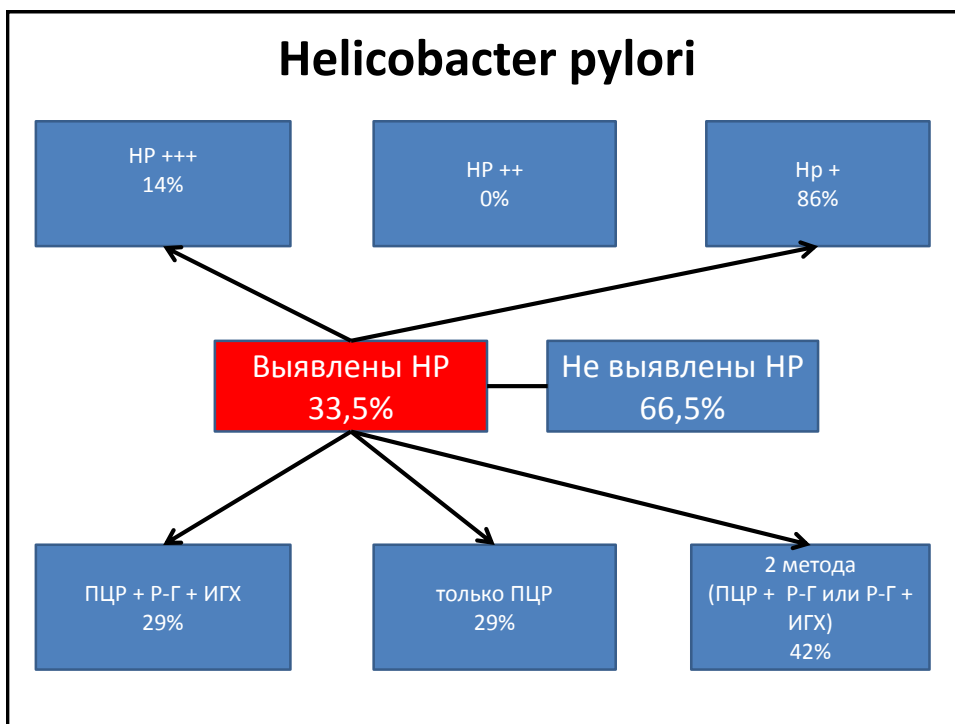 Helicobacter pylori
HP +++
14%
HP ++
0%
Hp +
86%
Выявлены HP
33,5%
Не выявлены HP
66,5%
ПЦР + Р-Г + ИГХ
29%
только ПЦР
29%
2 метода
(ПЦР +  Р-Г или Р-Г +
ИГХ)
42%